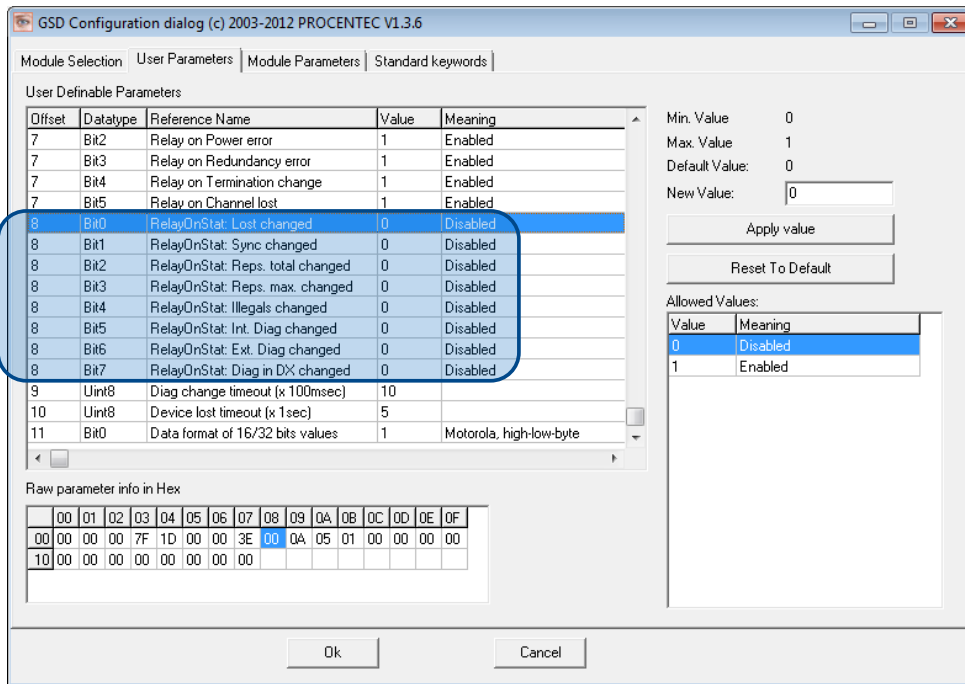 GSD Configuration dialog (c) 2003-2012 PROCENTEC V1.3.6
Module Selection User Parameters Module Parameters Standard keywords
User Definable Parameters
Offset Datatype Reference Name Value Meaning
7 Bit2 Relay on Power error 1 Enabled
7 Bit3 Relay on Redundancy error 1 Enabled
7 Bit4 Relay on Termination change 1 Enabled
7 Bit5 Relay on Channel lost 1 Enabled
8 Bit0 RelayOnStat: Lost changed 0 Disabled
8 Bit1 RelayOnStat: Sync changed 0 Disabled
8 Bit2 RelayOnStat: Reps. total changed 0 Disabled
8 Bit3 RelayOnStat: Reps. max. changed 0 Disabled
8 Bit4 RelayOnStat: Illegals changed 0 Disabled
8 Bit5 RelayOnStat: Int. Diag changed 0 Disabled
8 Bit6 RelayOnStat: Ext. Diag changed 0 Disabled
8 Bit7 RelayOnStat: Diag in DX changed 0 Disabled
9 Uint8 Diag change timeout (x 100msec) 10
10 Uint8 Device lost timeout (x 1sec) 5
11 Bit0 Data format of 16/32 bits values 1 Motorola, high-low-byte
Raw parameter info in Hex
00 01 02 03 04 05 06 07 08 09 0A 0B 0C 0D 0E 0F
00 00 00 00 7F 1D 00 00 3E 00 0A 05 01 00 00 00 00
10 00 00 00 00 00 00 00 00
Min. Value 0
Max. Value 1
Default Value: 0
New Value: 0
Apply value
Reset To Default
Allowed Values:
Value Meaning
0 Disabled
1 Enabled
Ok Cancel